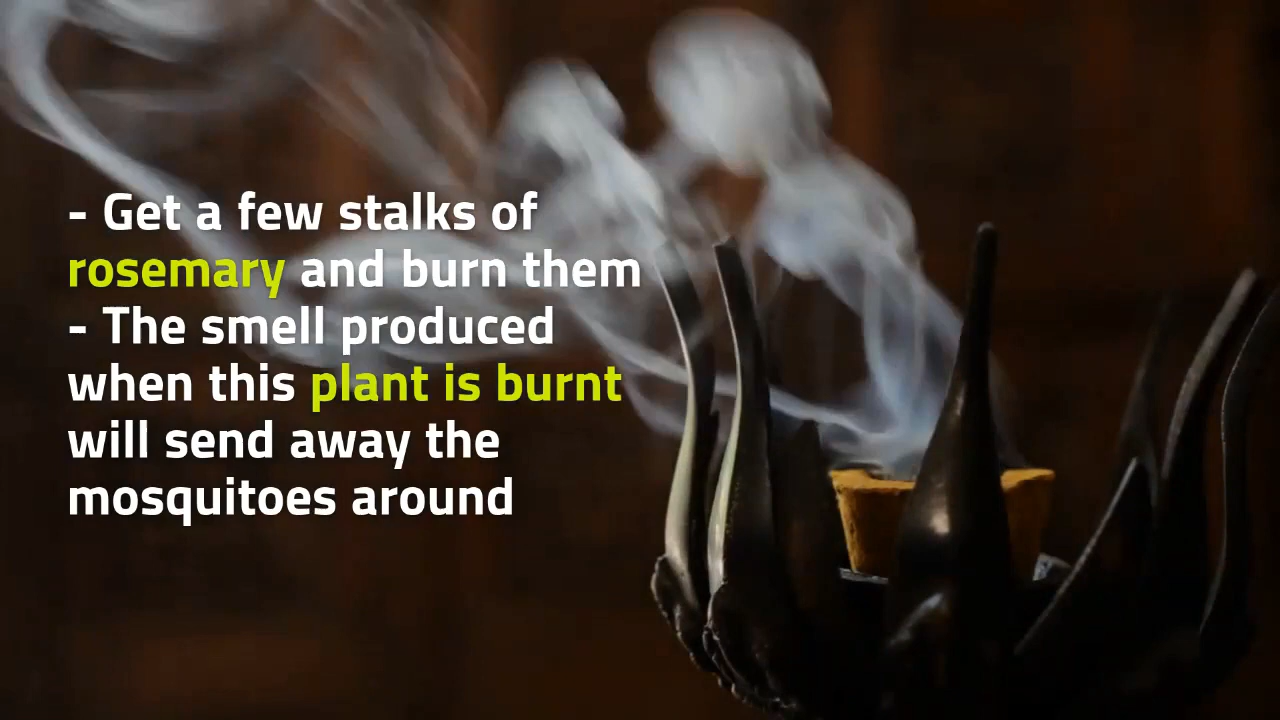 - Get a few stalks of
rosemary and burn them
- The smell produced
when this plant is burnt
will send away the
mosquitoes around